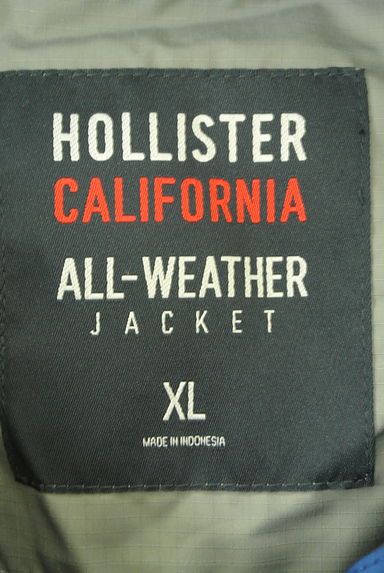 HOLLISTER
CALIFORNIA
ALL-WEATHER
JACKET
XL
MADE IN INDONESIA